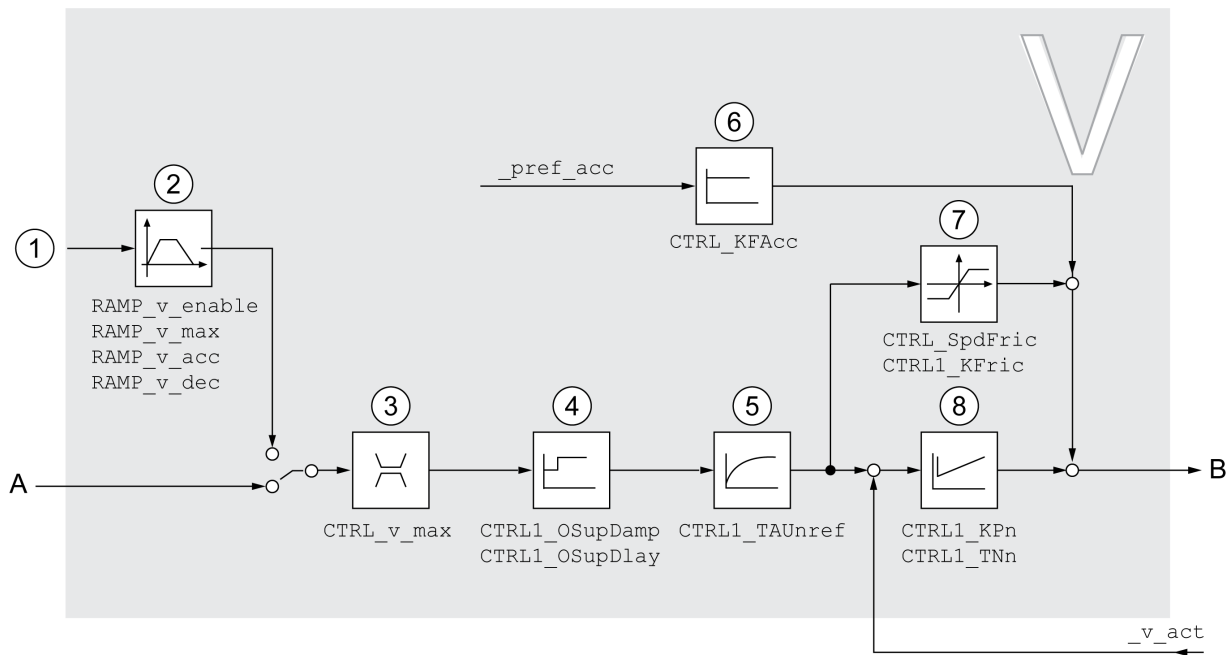 V
6
_pref_acc
2
CTRL_KFAcc
7
1
RAMP_v_enable
RAMP_v_max
RAMP_v_acc
RAMP_v_dec
CTRL_SpdFric
CTRL1_KFric
3
4
5
8
A
B
CTRL_v_max
CTRL1_OSupDamp
CTRL1_OSupDlay
CTRL1_TAUnref
CTRL1_KPn
CTRL1_TNn
_v_act